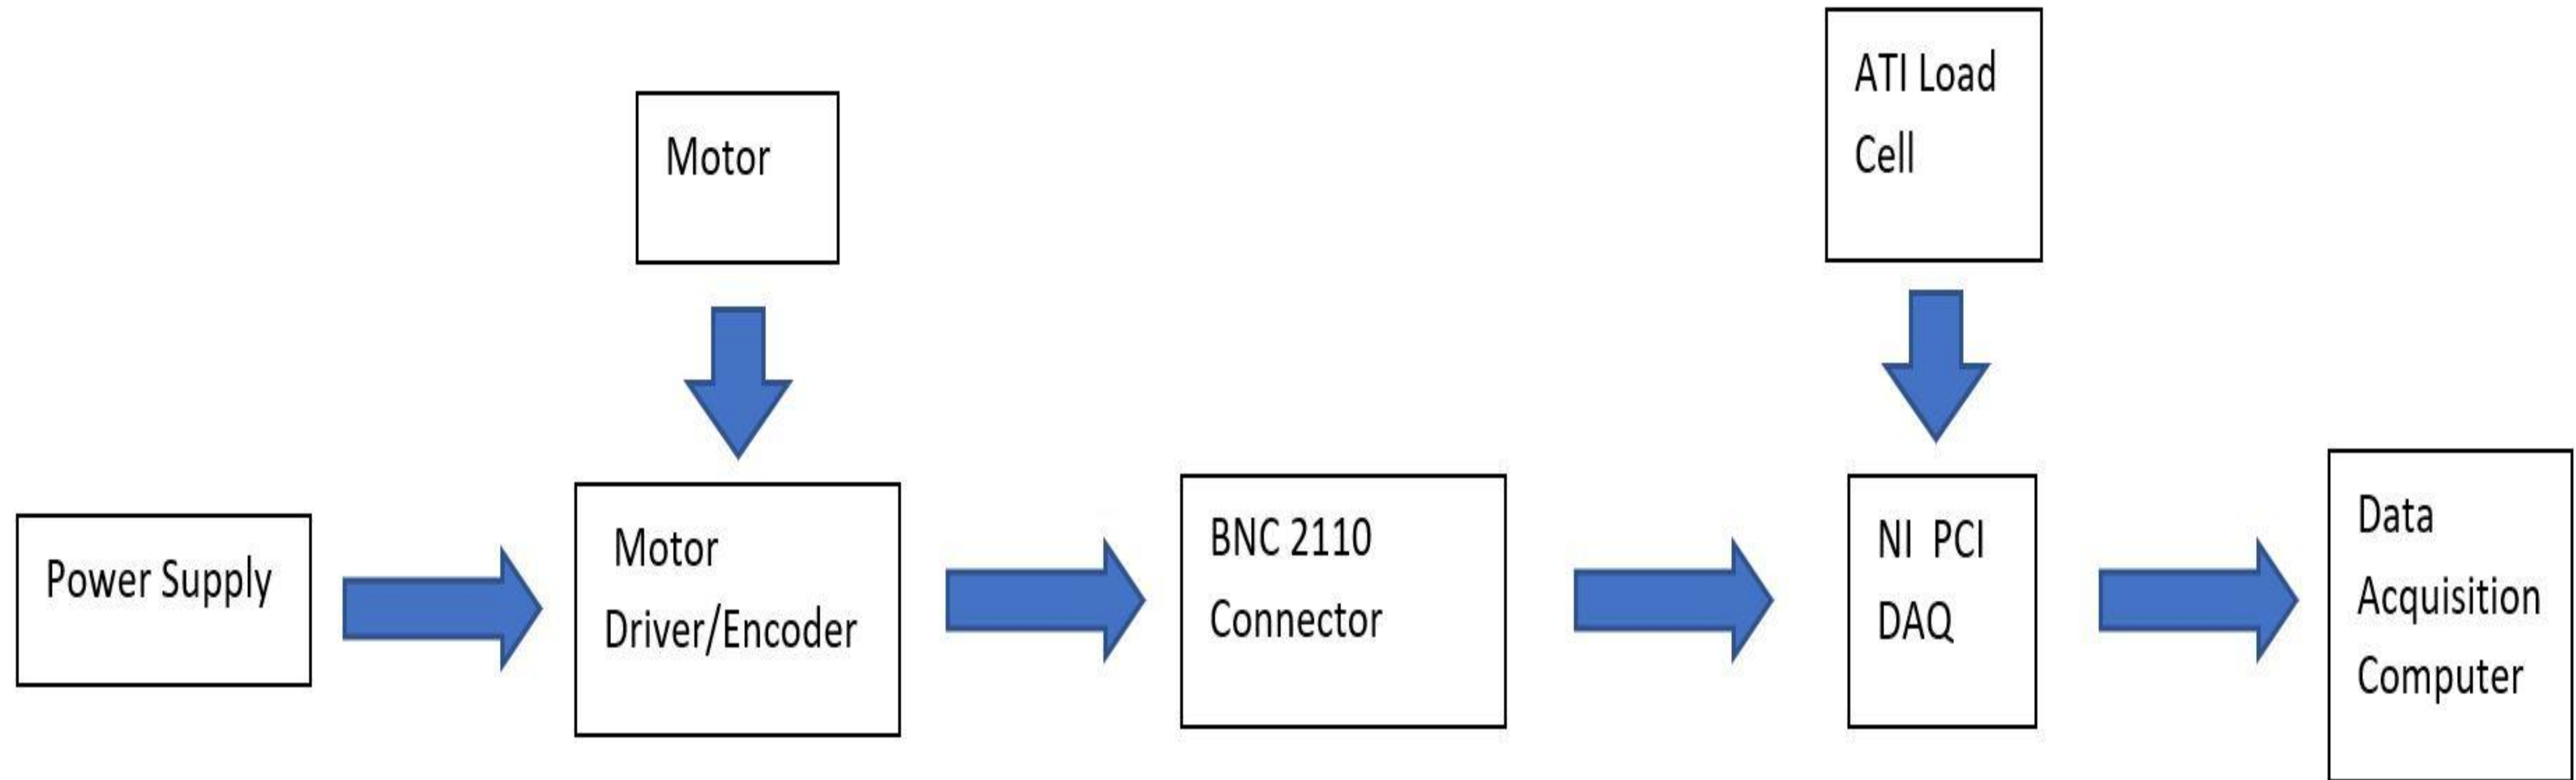 Motor
ATI Load
Cell
Power Supply
Motor
Driver/Encoder
BNC 2110
Connector
NI PCI
DAQ
Data
Acquisition
Computer